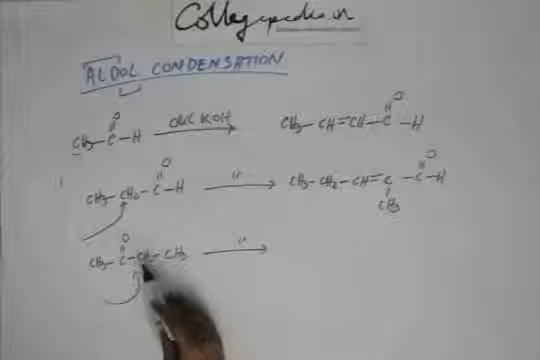 Collegepedia.in
ALDOL CONDENSATION
CH₃-C-H dil KOH CH₃-CH=CH-C-H
O O
CH₃-CH₂-C-H " CH₃-CH₂-CH=C-C-H
O O
CH₃
CH₃-C-CH₂-CH₃ "
O